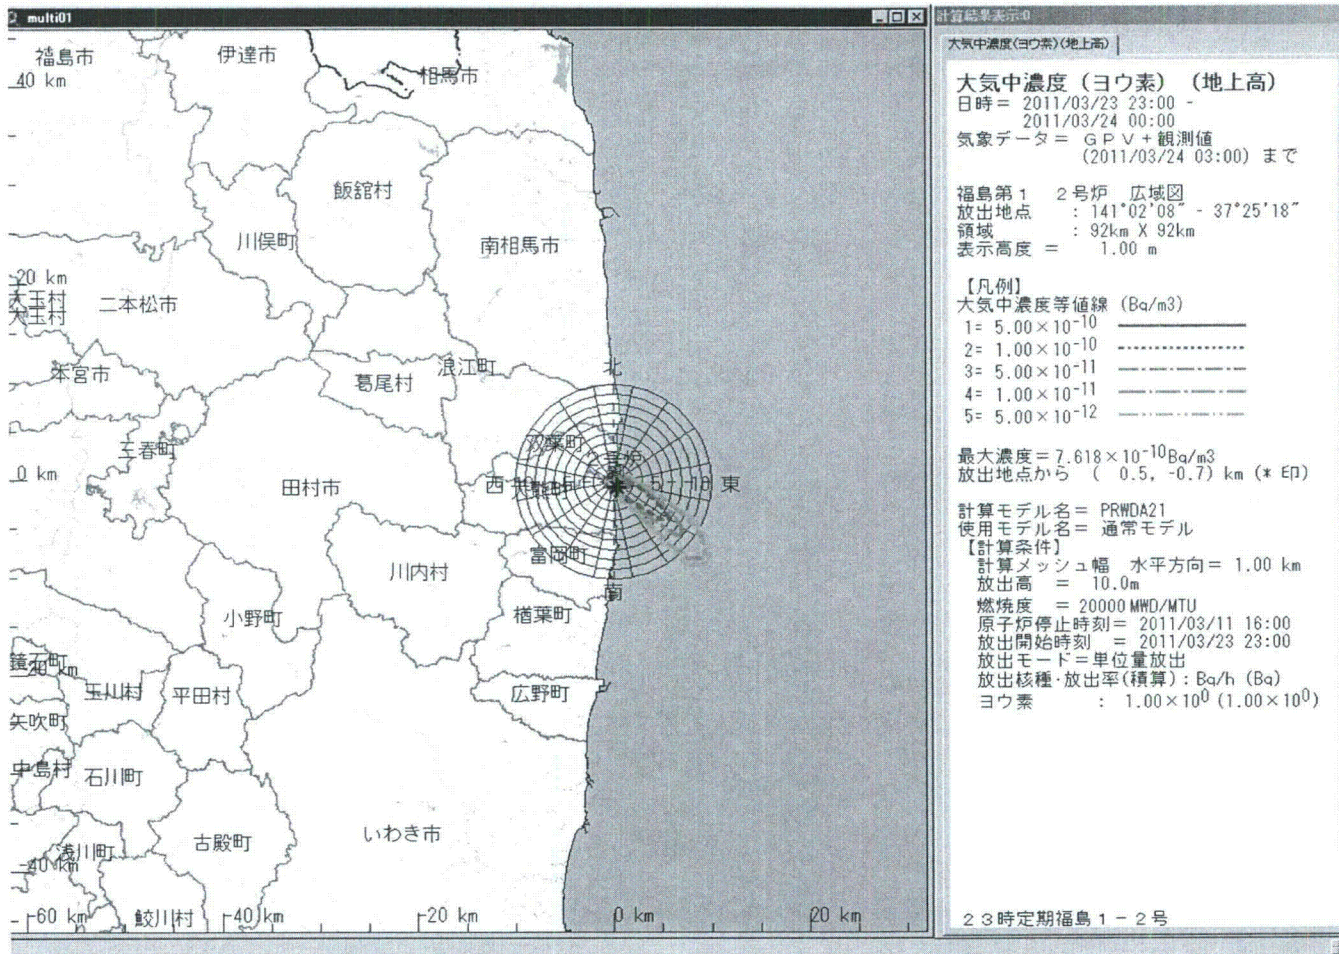 multi01
福島市
伊達市
相馬市
40 km
飯舘村
川俣町
南相馬市
20 km
大玉村
大玉村
二本松市
本宮市
葛尾村
浪江町
北
三春町
双葉町
0 km
田村市
西
東
富岡町
川内村
南
小野町
楢葉町
鏡石町
玉川村
平田村
広野町
矢吹町
中島村
石川町
古殿町
いわき市
浅川町
-40 km
鮫川村
-60 km
-40 km
-20 km
0 km
20 km
計算結果表示:0
大気中濃度(ヨウ素)(地上高)
大気中濃度(ヨウ素) (地上高)
日時= 2011/03/23 23:00 -
2011/03/24 00:00
気象データ= GPV+観測値
(2011/03/24 03:00) まで
福島第1 2号炉 広域図
放出地点 : 141°02'08" - 37°25'18"
領域 : 92km X 92km
表示高度 = 1.00 m
【凡例】
大気中濃度等値線 (Bq/m3)
1= 5.00×10⁻¹⁰
2= 1.00×10⁻¹⁰
3= 5.00×10⁻¹¹
4= 1.00×10⁻¹¹
5= 5.00×10⁻¹²
最大濃度=7.618×10⁻¹⁰Bq/m3
放出地点から ( 0.5, -0.7) km (* 印)
計算モデル名= PRWDA21
使用モデル名= 通常モデル
【計算条件】
計算メッシュ幅 水平方向= 1.00 km
放出高 = 10.0m
燃焼度 = 20000MWD/MTU
原子炉停止時刻= 2011/03/11 16:00
放出開始時刻 = 2011/03/23 23:00
放出モード=単位量放出
放出核種・放出率(積算):Bq/h (Bq)
ヨウ素 : 1.00×10⁰ (1.00×10⁰)
23時定期福島1-2号